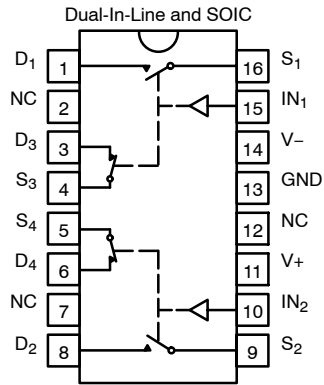 Dual-In-Line and SOIC
D1 1 16 S1
NC 2 15 IN1
D3 3 14 V−
S3 4 13 GND
S4 5 12 NC
D4 6 11 V+
NC 7 10 IN2
D2 8 9 S2